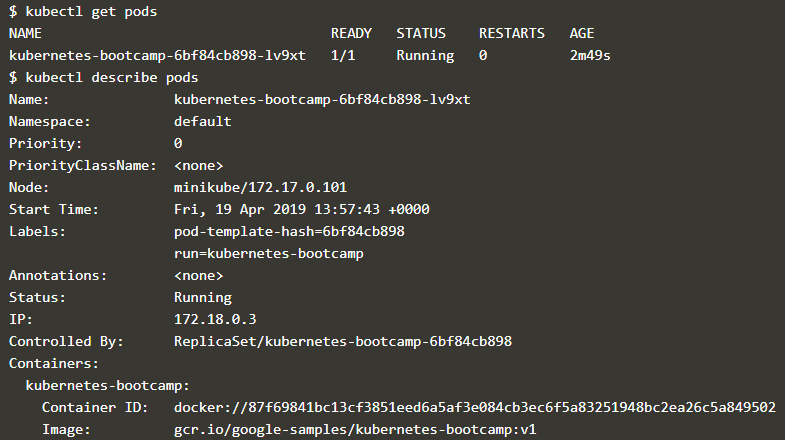 $ kubectl get pods
NAME READY STATUS RESTARTS AGE
kubernetes-bootcamp-6bf84cb898-lv9xt 1/1 Running 0 2m49s
$ kubectl describe pods
Name: kubernetes-bootcamp-6bf84cb898-lv9xt
Namespace: default
Priority: 0
PriorityClassName: <none>
Node: minikube/172.17.0.101
Start Time: Fri, 19 Apr 2019 13:57:43 +0000
Labels: pod-template-hash=6bf84cb898
run=kubernetes-bootcamp
Annotations: <none>
Status: Running
IP: 172.18.0.3
Controlled By: ReplicaSet/kubernetes-bootcamp-6bf84cb898
Containers:
kubernetes-bootcamp:
Container ID: docker://87f69841bc13cf3851eed6a5af3e084cb3ec6f5a83251948bc2ea26c5a849502
Image: gcr.io/google-samples/kubernetes-bootcamp:v1